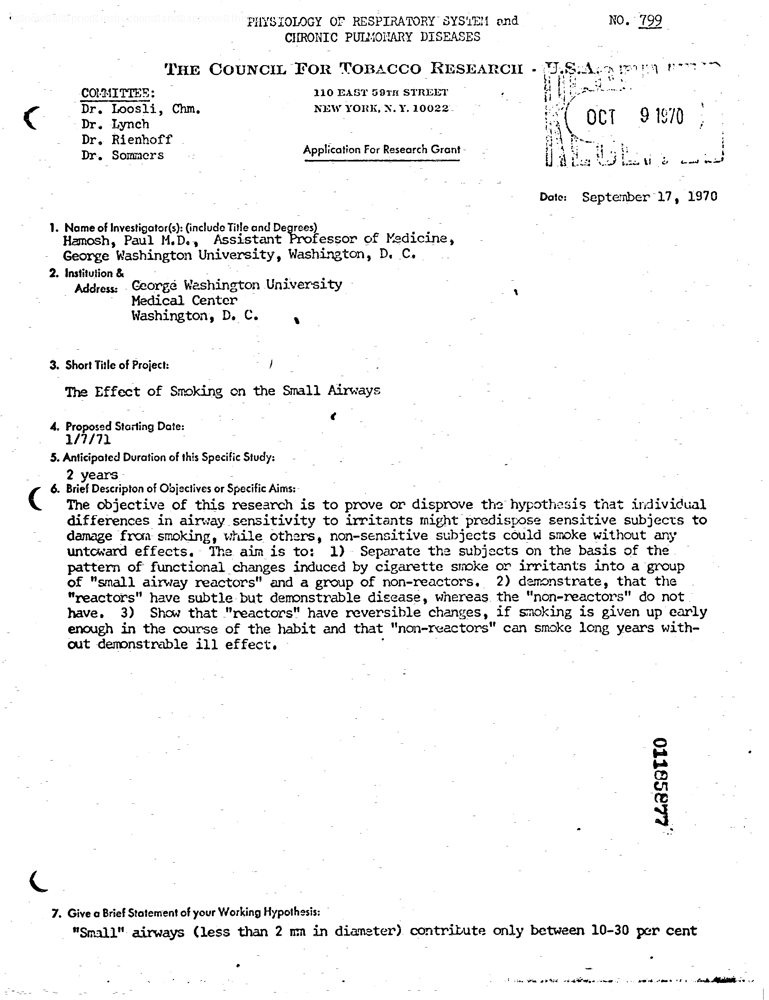 PHYSIOLOGY OF RESPIRATORY SYSTEM and
CHRONIC PULMONARY DISEASES
NO. 799
THE COUNCIL FOR TOBACCO RESEARCH - U.S.A.
COMMITTEE:
Dr. Loosli, Chm.
Dr. Lynch
Dr. Rienhoff
Dr. Sommers
110 EAST 59TH STREET
NEW YORK, N. Y. 10022
Application For Research Grant
OCT 9 1970
Date: September 17, 1970
1. Name of Investigator(s): (include Title and Degrees)
Hamosh, Paul M.D., Assistant Professor of Medicine,
George Washington University, Washington, D. C.
2. Institution &
Address: George Washington University
Medical Center
Washington, D. C.
3. Short Title of Project:
The Effect of Smoking on the Small Airways
4. Proposed Starting Date:
1/7/71
5. Anticipated Duration of this Specific Study:
2 years
6. Brief Descripton of Objectives or Specific Aims:
The objective of this research is to prove or disprove the hypothesis that individual
differences in airway sensitivity to irritants might predispose sensitive subjects to
damage from smoking, while others, non-sensitive subjects could smoke without any
untoward effects. The aim is to: 1) Separate the subjects on the basis of the
pattern of functional changes induced by cigarette smoke or irritants into a group
of "small airway reactors" and a group of non-reactors. 2) demonstrate, that the
"reactors" have subtle but demonstrable disease, whereas the "non-reactors" do not
have. 3) Show that "reactors" have reversible changes, if smoking is given up early
enough in the course of the habit and that "non-reactors" can smoke long years with-
out demonstrable ill effect.
01185877
7. Give a Brief Statement of your Working Hypothesis:
"Small" airways (less than 2 mm in diameter) contribute only between 10-30 per cent